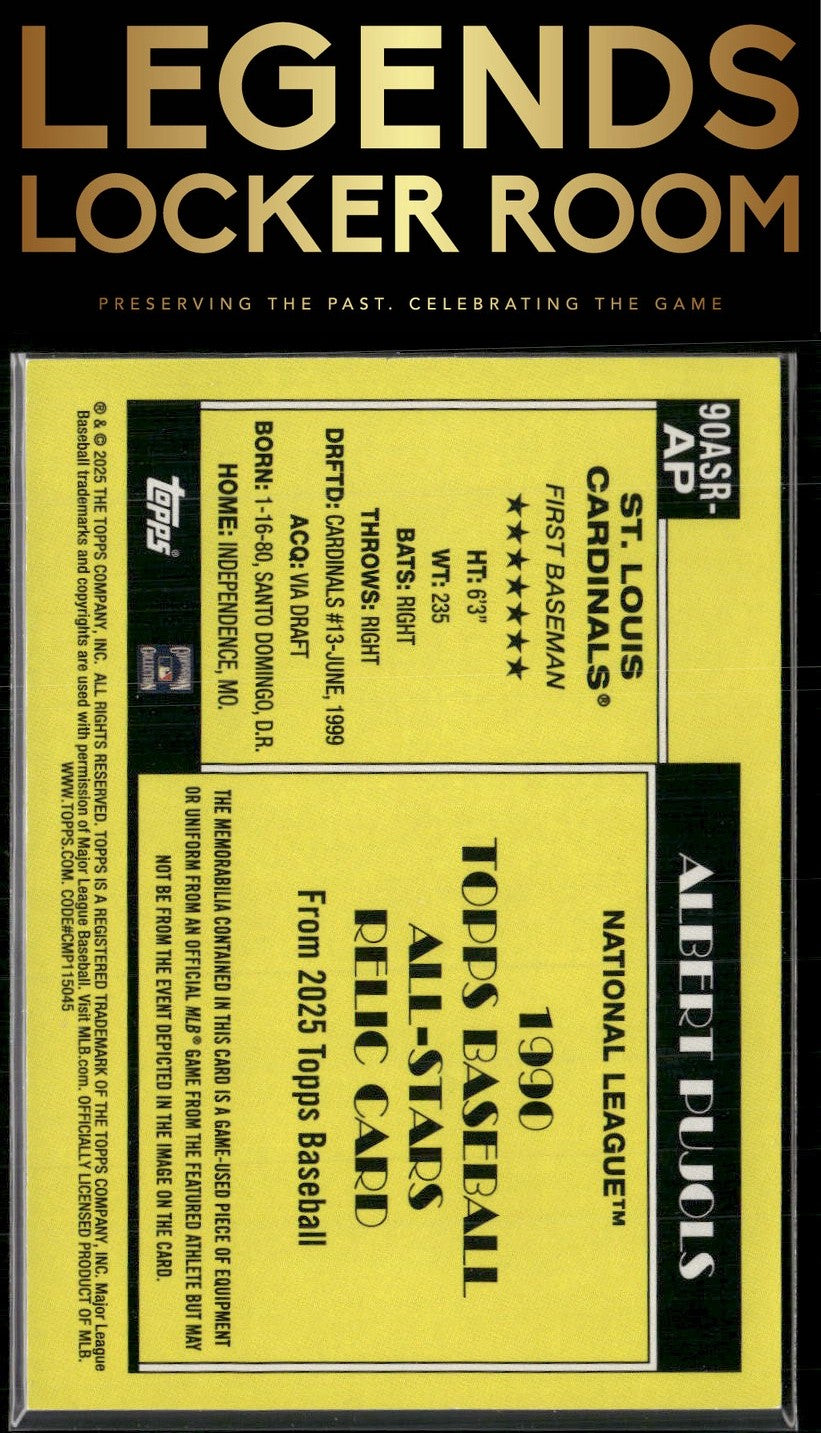 LEGENDS
LOCKER ROOM
PRESERVING THE PAST. CELEBRATING THE GAME
90ASR-
AP
ST. LOUIS
CARDINALS®
FIRST BASEMAN
★★★★★★★
HT: 6'3"
WT: 235
BATS: RIGHT
THROWS: RIGHT
DRFTD: CARDINALS #13-JUNE, 1999
ACQ: VIA DRAFT
BORN: 1-16-80, SANTO DOMINGO, D.R.
HOME: INDEPENDENCE, MO.
topps®
COOPERSTOWN
COLLECTION
ALBERT PUJOLS
NATIONAL LEAGUE™
1990
TOPPS BASEBALL
ALL-STARS
RELIC CARD
From 2025 Topps Baseball
THE MEMORABILIA CONTAINED IN THIS CARD IS A GAME-USED PIECE OF EQUIPMENT
OR UNIFORM FROM AN OFFICIAL MLB® GAME FROM THE FEATURED ATHLETE BUT MAY
NOT BE FROM THE EVENT DEPICTED IN THE IMAGE ON THE CARD.
® & © 2025 THE TOPPS COMPANY, INC. ALL RIGHTS RESERVED. TOPPS IS A REGISTERED TRADEMARK OF THE TOPPS COMPANY, INC. Major League
Baseball trademarks and copyrights are used with permission of Major League Baseball. Visit MLB.com. OFFICIALLY LICENSED PRODUCT OF MLB.
WWW.TOPPS.COM. CODE#CMP115045